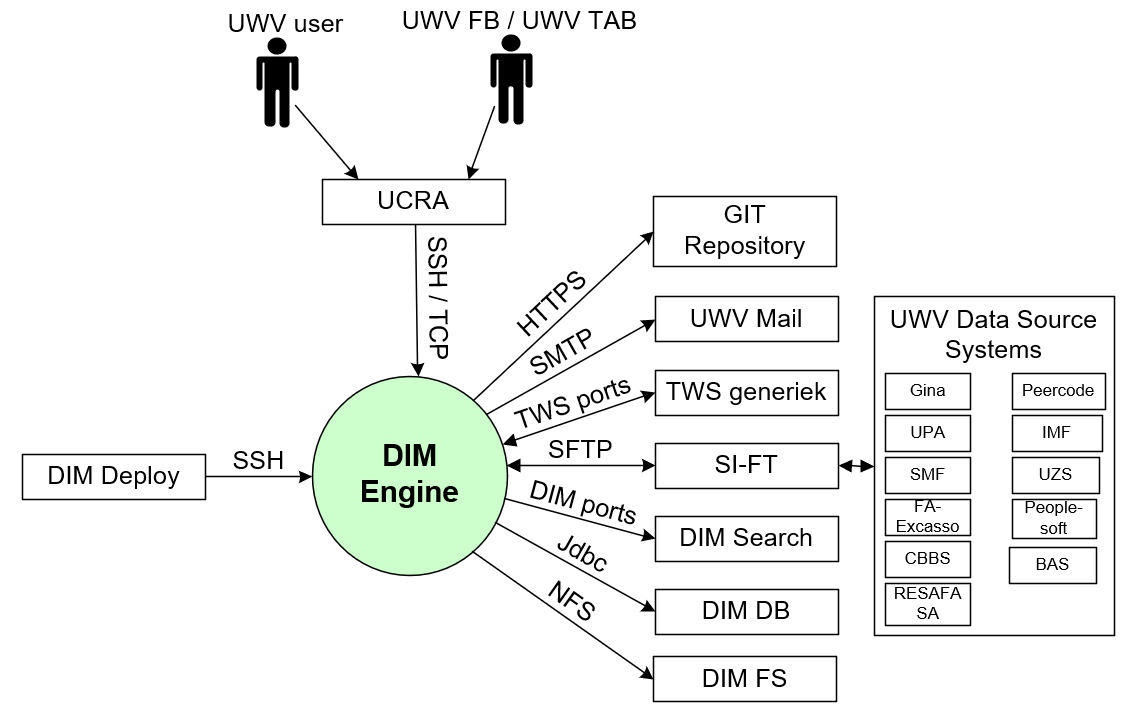 UWV user
UWV FB / UWV TAB
UCRA
SSH / TCP
GIT
Repository
HTTPS
UWV Mail
SMTP
UWV Data Source
Systems
TWS generiek
TWS ports
Gina
Peercode
UPA
IMF
DIM
Engine
DIM Deploy
SSH
SFTP
SI-FT
SMF
UZS
FA-
Excasso
People-
soft
DIM ports
DIM Search
CBBS
BAS
Jdbc
DIM DB
RESAFA
SA
NFS
DIM FS